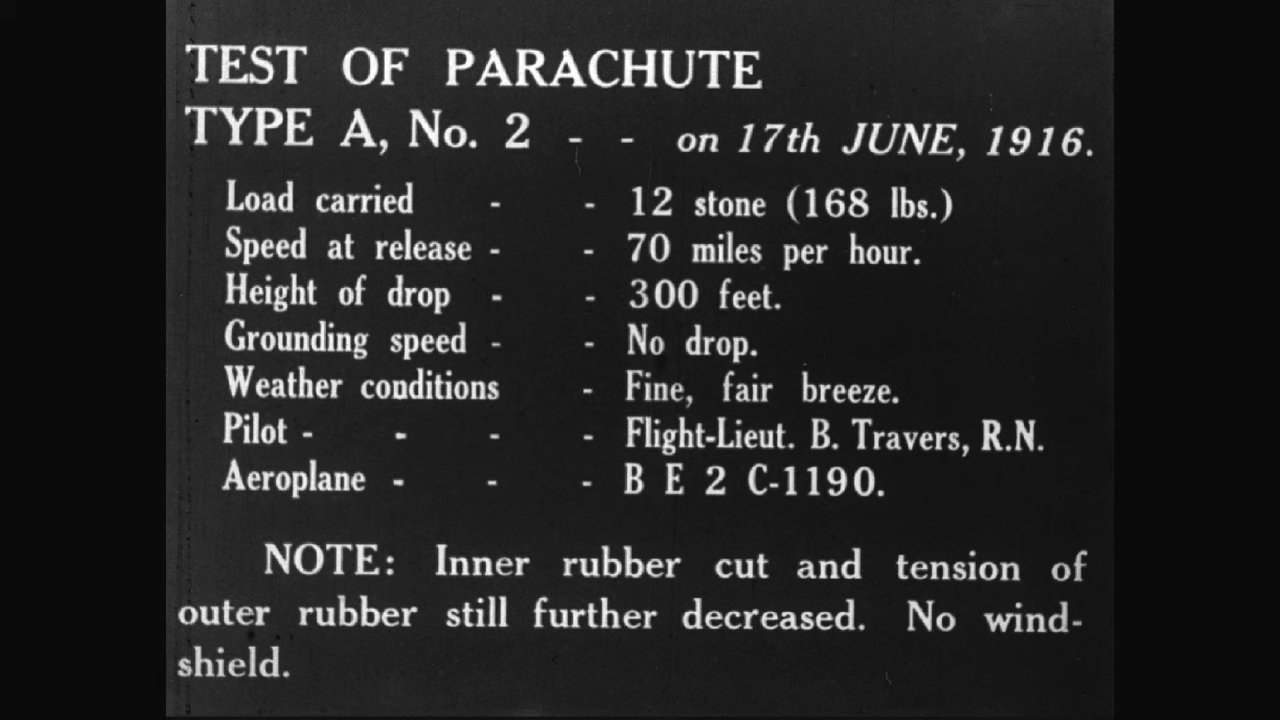 TEST OF PARACHUTE
TYPE A, No. 2 - - on 17th JUNE, 1916.
Load carried - - 12 stone (168 lbs.)
Speed at release - - 70 miles per hour.
Height of drop - - 300 feet.
Grounding speed - - No drop.
Weather conditions - Fine, fair breeze.
Pilot - - - - Flight-Lieut. B. Travers, R.N.
Aeroplane - - - B E 2 C-1190.
NOTE: Inner rubber cut and tension of
outer rubber still further decreased. No wind-
shield.